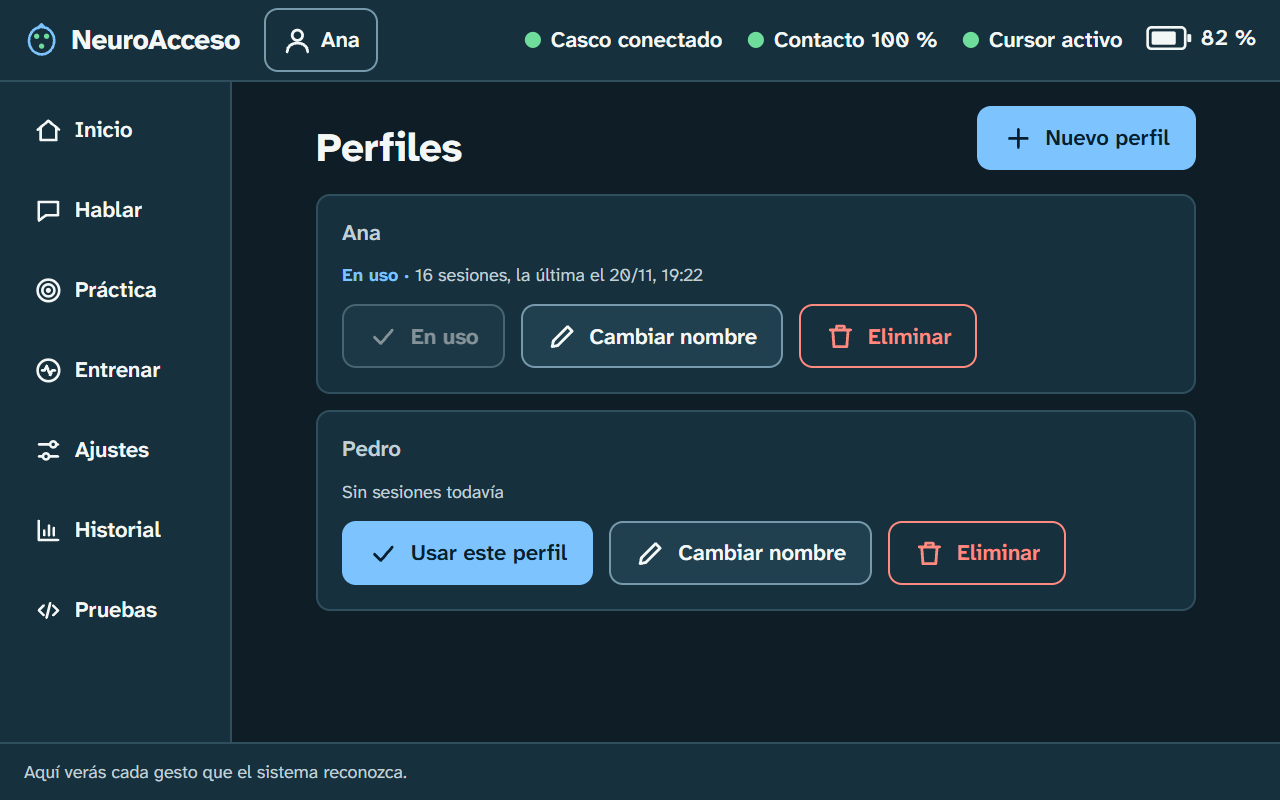 NeuroAcceso
Ana
Casco conectado
Contacto 100 %
Cursor activo
82 %
Inicio
Hablar
Práctica
Entrenar
Ajustes
Historial
Pruebas
Perfiles
Nuevo perfil
Ana
En uso · 16 sesiones, la última el 20/11, 19:22
En uso
Cambiar nombre
Eliminar
Pedro
Sin sesiones todavía
Usar este perfil
Cambiar nombre
Eliminar
Aquí verás cada gesto que el sistema reconozca.